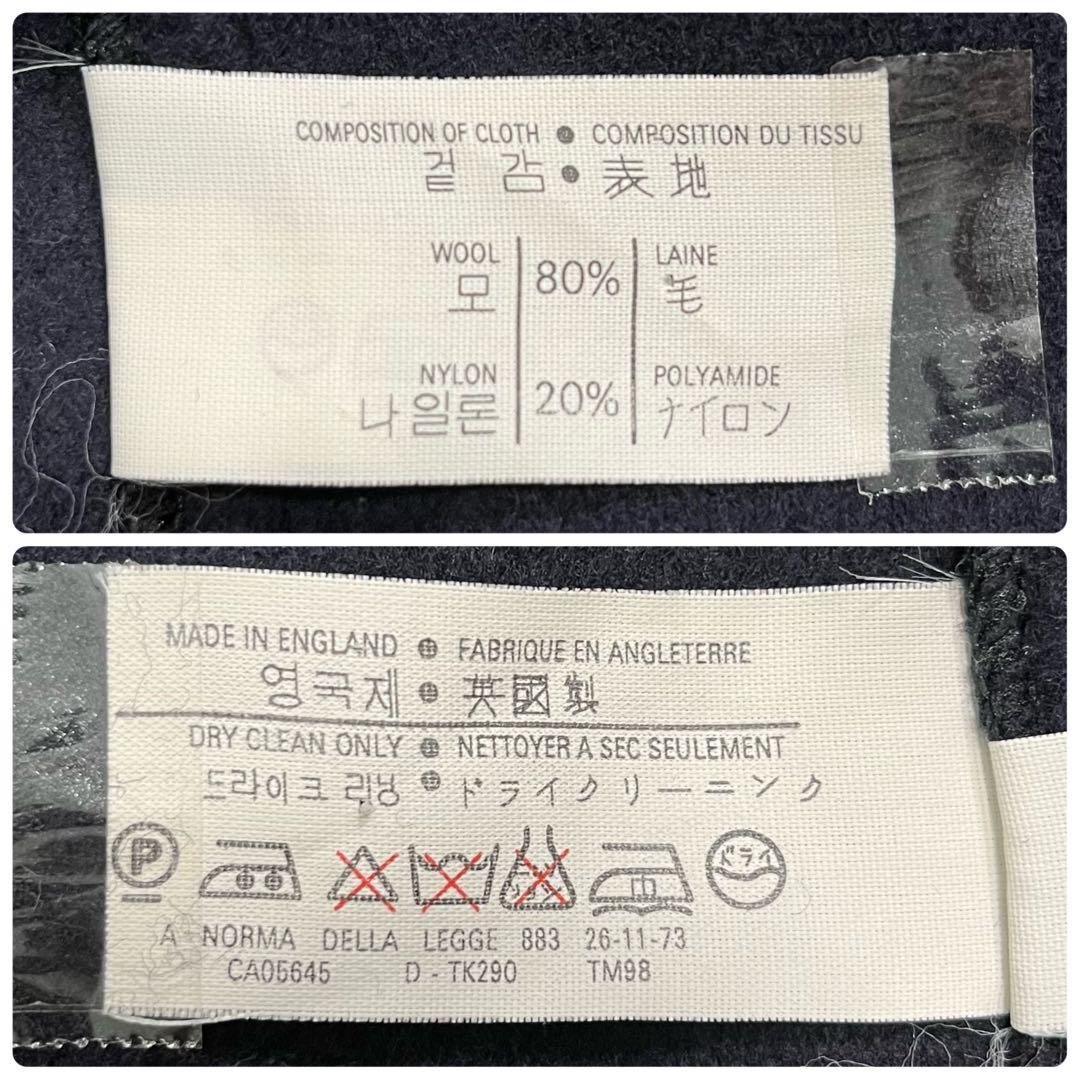 COMPOSITION OF CLOTH ● COMPOSITION DU TISSU
겉 감 ● 表地
WOOL 80% LAINE
모 毛
NYLON 20% POLYAMIDE
나일론 ナイロン
MADE IN ENGLAND ⊕ FABRIQUE EN ANGLETERRE
영국제 ● 英國製
DRY CLEAN ONLY ⊕ NETTOYER A SEC SEULEMENT
드라이크리닝 ⊕ ドライクリーニンク
P 中 ドライ
A - NORMA DELLA LEGGE 883 26-11-73
CA05645 D - TK290 TM98